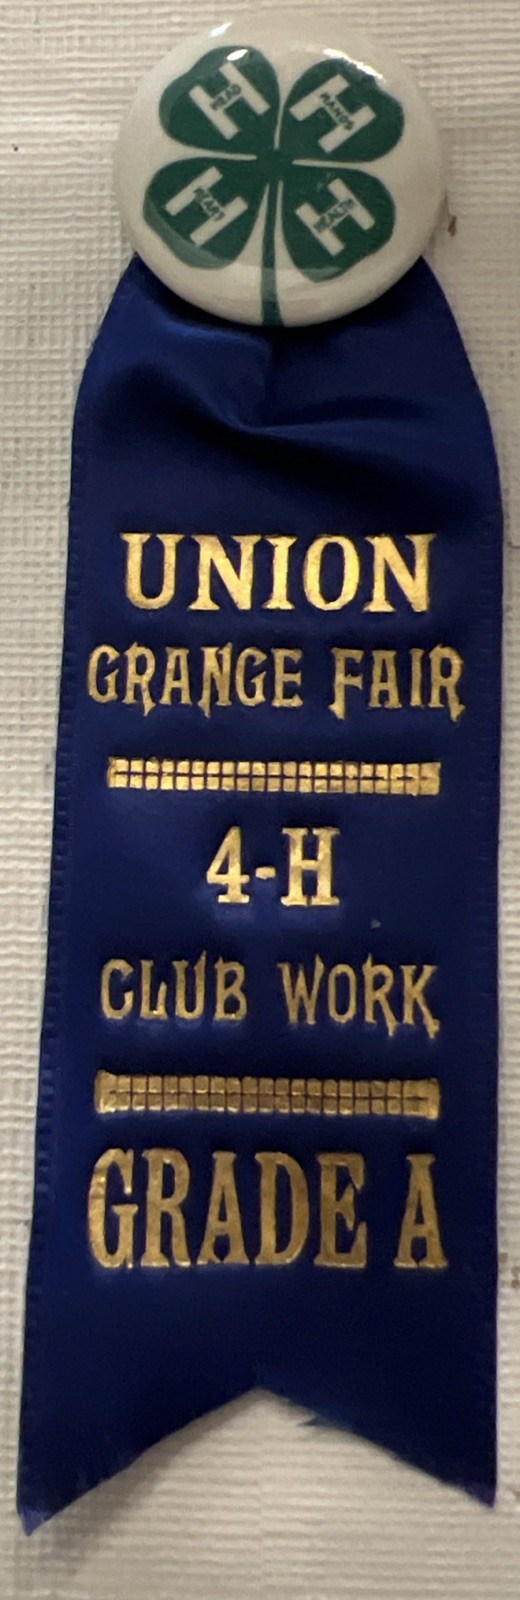 H HEAD
H HANDS
H HEART
H HEALTH
UNION
GRANGE FAIR
4-H
CLUB WORK
GRADE A